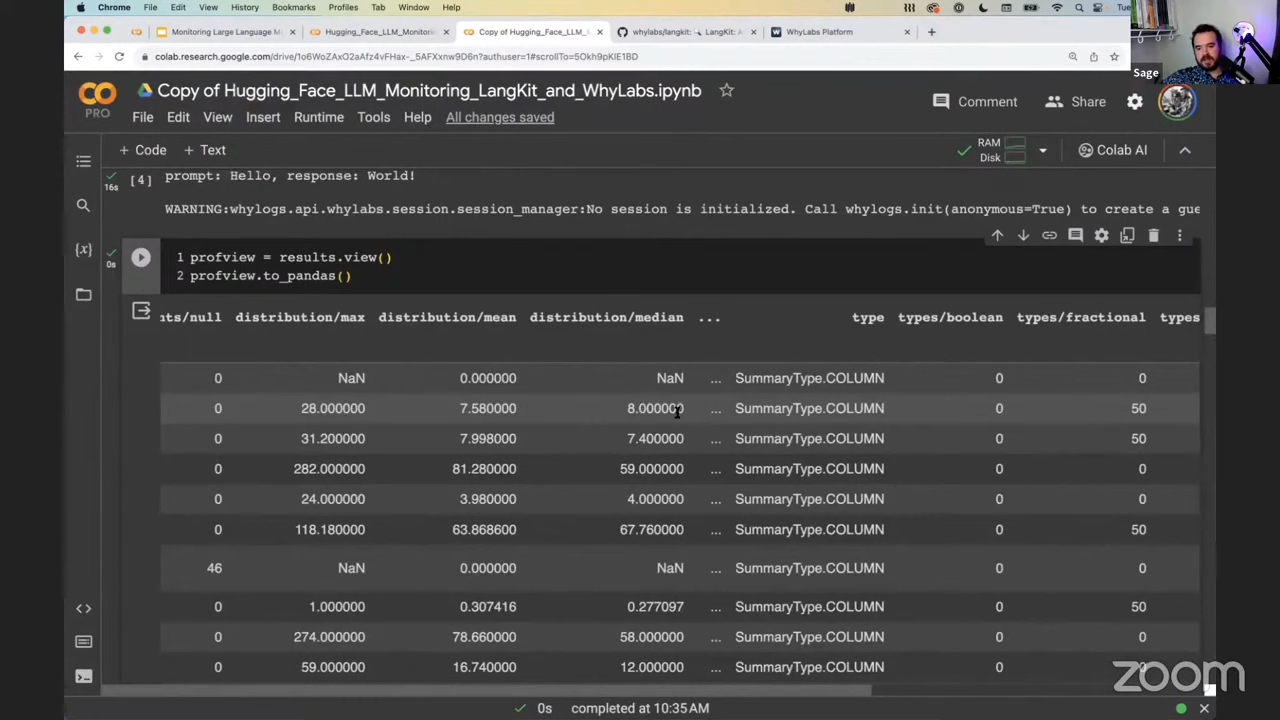 Chrome File Edit View History Bookmarks Profiles Tab Window Help Tue
Monitoring Large Language M
Hugging_Face_LLM_Monitorin
Copy of Hugging_Face_LLM_
whylabs/langkit: LangKit: A
WhyLabs Platform
colab.research.google.com/drive/1o6WoZAxO2aAfz4vFHax-_5AFXxnw9D6n?authuser=1#scrollTo=5Okh9pKIE1BD
Sage
CO
PRO
Copy of Hugging_Face_LLM_Monitoring_LangKit_and_WhyLabs.ipynb
File Edit View Insert Runtime Tools Help All changes saved
Comment Share
+ Code + Text
RAM
Disk
Colab AI
[4] prompt: Hello, response: World!
16s
WARNING:whylogs.api.whylabs.session.session_manager:No session is initialized. Call whylogs.init(anonymous=True) to create a gue
0s
1 profview = results.view()
2 profview.to_pandas()
nts/null distribution/max distribution/mean distribution/median ... type types/boolean types/fractional types
0 NaN 0.000000 NaN ... SummaryType.COLUMN 0 0
0 28.000000 7.580000 8.000000 ... SummaryType.COLUMN 0 50
0 31.200000 7.998000 7.400000 ... SummaryType.COLUMN 0 50
0 282.000000 81.280000 59.000000 ... SummaryType.COLUMN 0 0
0 24.000000 3.980000 4.000000 ... SummaryType.COLUMN 0 0
0 118.180000 63.868600 67.760000 ... SummaryType.COLUMN 0 50
46 NaN 0.000000 NaN ... SummaryType.COLUMN 0 0
0 1.000000 0.307416 0.277097 ... SummaryType.COLUMN 0 50
0 274.000000 78.660000 58.000000 ... SummaryType.COLUMN 0 0
0 59.000000 16.740000 12.000000 ... SummaryType.COLUMN 0 0
zoom
0s completed at 10:35AM